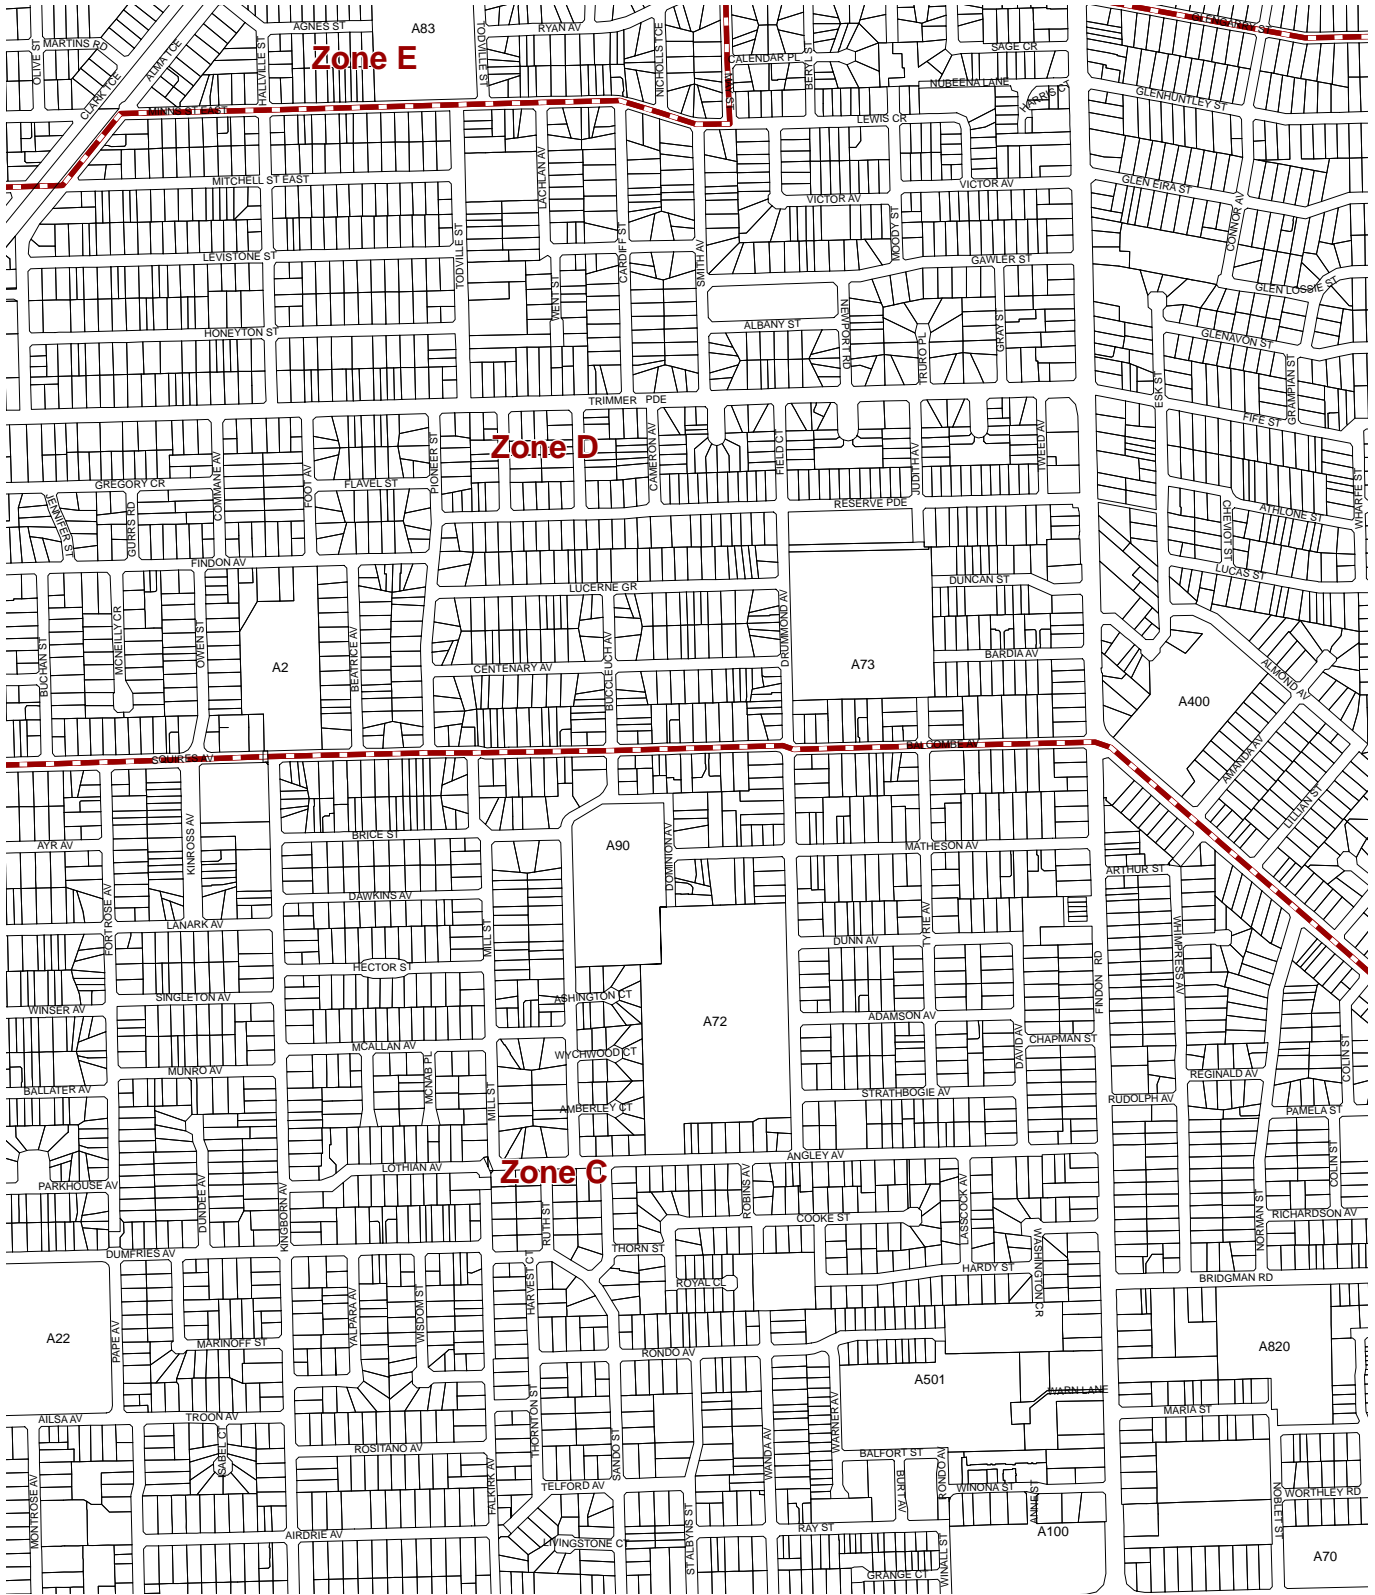 AGNES ST
A83
RYAN AV
GLENGARRY ST
MARTINS RD
OLIVE ST
ALMA TCE
CLARK TCE
HALLVILLE ST
Zone E
TODVILLE ST
NICHOLLS TCE
CALENDAR PL
BERYL ST
SAGE CR
NUBEENA LANE
HARRIS CT
GLENHUNTLEY ST
MINNS ST EAST
LEWIS CR
MITCHELL ST EAST
LACHLAN AV
VICTOR AV
VICTOR AV
GLEN EIRA ST
CONNOR AV
LEVISTONE ST
TODVILLE ST
CARDIFF ST
SMITH AV
MOODY ST
GAWLER ST
GLEN LOSSIE ST
WENT ST
HONEYTON ST
ALBANY ST
NEWPORT RD
TRURO PL
GRAY ST
GLENAVON ST
GRAMPIAN ST
ESK ST
TRIMMER PDE
FIFE ST
Zone D
GREGORY CR
COMMANE AV
FOOT AV
FLAVEL ST
PIONEER ST
CAMERON AV
FIELD CT
JUDITH AV
TWEED AV
RESERVE PDE
JENNIFER ST
GURRS RD
CHEVIOT ST
ATHLONE ST
WHARFE ST
FINDON AV
LUCERNE GR
DUNCAN ST
LUCAS ST
BUCHAN ST
MCNEILLY CR
OWEN ST
A2
BEATRICE AV
CENTENARY AV
BUCCLEUCH AV
DRUMMOND AV
A73
BARDIA AV
ALMOND AV
A400
SQUIRES AV
BALCOMBE AV
AMANDA AV
LILLIAN ST
AYR AV
KINROSS AV
BRICE ST
A90
DOMINION AV
MATHESON AV
ARTHUR ST
FORTROSE AV
DAWKINS AV
LANARK AV
MILL ST
TYRIE AV
DUNN AV
WHIMPRESS AV
HECTOR ST
FINDON RD
SINGLETON AV
ASHINGTON CT
WINSER AV
A72
ADAMSON AV
DAVID AV
CHAPMAN ST
COLIN ST
MCALLAN AV
WYCHWOOD CT
MUNRO AV
MCNAB PL
REGINALD AV
BALLATER AV
MILL ST
AMBERLEY CT
STRATHBOGIE AV
RUDOLPH AV
PAMELA ST
COLIN ST
LOTHIAN AV
Zone C
ANGLEY AV
PARKHOUSE AV
DUNDEE AV
KINGBORN AV
RUTH ST
ROBINS AV
COOKE ST
LASSCOCK AV
NORMAN ST
RICHARDSON AV
DUMFRIES AV
THORN ST
WASHINGTON CR
HARDY ST
BRIDGMAN RD
HARVEST CT
ROYAL CL
A22
PAPE AV
YALPARA AV
WISDOM ST
MARINOFF ST
RONDO AV
A820
A501
WARN LANE
THORNTON ST
WARNER AV
MARIA ST
AILSA AV
TROON AV
ISABEL CT
ROSITANO AV
SANDO ST
WANDA AV
BALFORT ST
BURT AV
RONDO AV
WINONA ST
ANNE ST
MONTROSE AV
FALKIRK AV
TELFORD AV
NOBLET ST
WORTHLEY RD
AIRDRIE AV
LIVINGSTONE CT
ST ALBYNS ST
RAY ST
A100
WINALL ST
GRANGE CT
A70